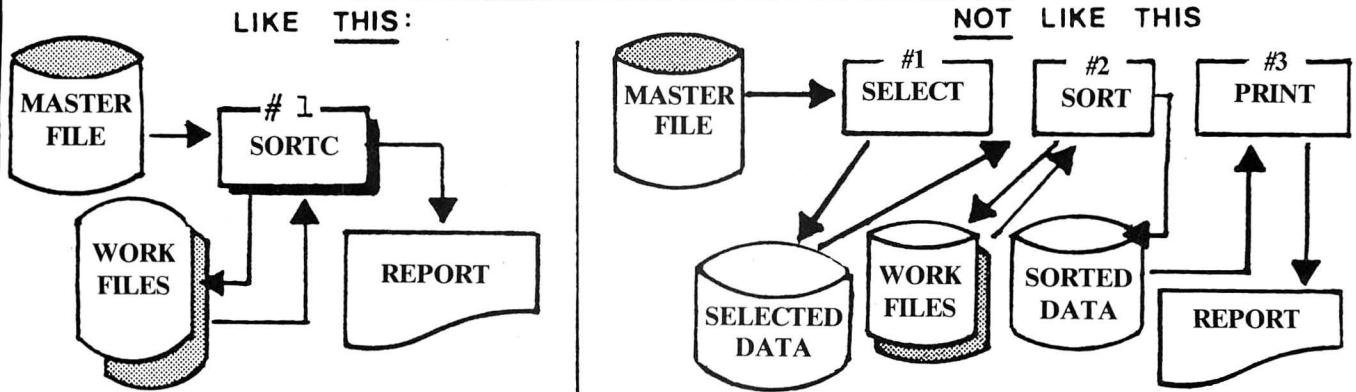 LIKE THIS:
MASTER
FILE
# 1
SORTC
WORK
FILES
REPORT
NOT LIKE THIS
MASTER
FILE
#1
SELECT
#2
SORT
#3
PRINT
SELECTED
DATA
WORK
FILES
SORTED
DATA
REPORT